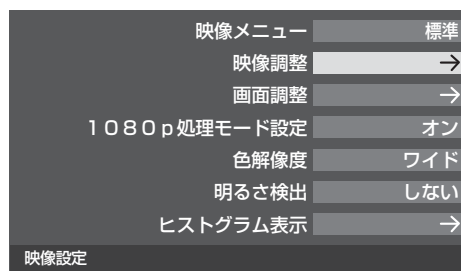 映像メニュー 標準
映像調整 →
画面調整 →
１０８０ｐ処理モード設定 オン
色解像度 ワイド
明るさ検出 しない
ヒストグラム表示 →
映像設定